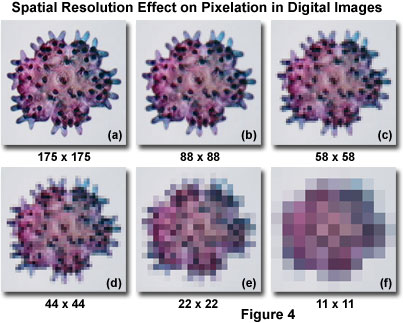 Spatial Resolution Effect on Pixelation in Digital Images
(a) (b) (c)
175 x 175 88 x 88 58 x 58
(d) (e) (f)
44 x 44 22 x 22 11 x 11
Figure 4